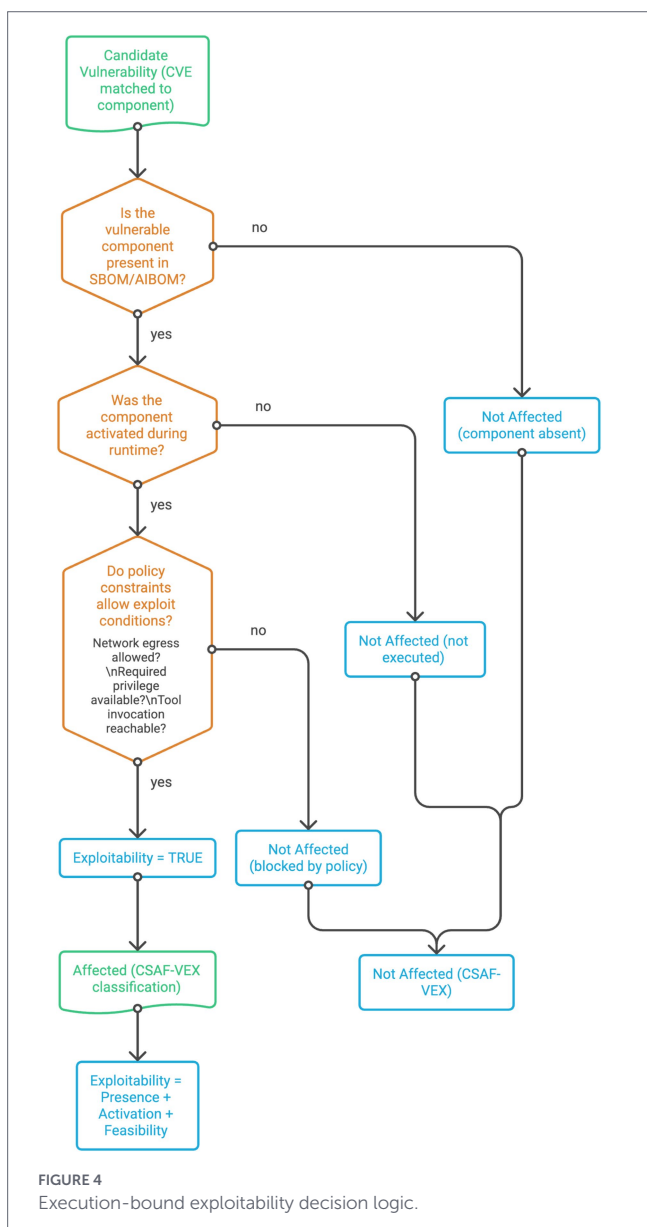 Candidate
Vulnerability (CVE
matched to
component)
Is the
vulnerable
component
present in
SBOM/AIBOM?
no
yes
Was the
component
activated during
runtime?
no
Not Affected
(component absent)
yes
Do policy
constraints
allow exploit
conditions?
Network egress
allowed?
\nRequired
privilege
available?\nTool
invocation
reachable?
no
Not Affected (not
executed)
yes
Exploitability = TRUE
Not Affected
(blocked by policy)
Affected (CSAF-VEX
classification)
Not Affected (CSAF-
VEX)
Exploitability =
Presence +
Activation +
Feasibility
FIGURE 4
Execution-bound exploitability decision logic.